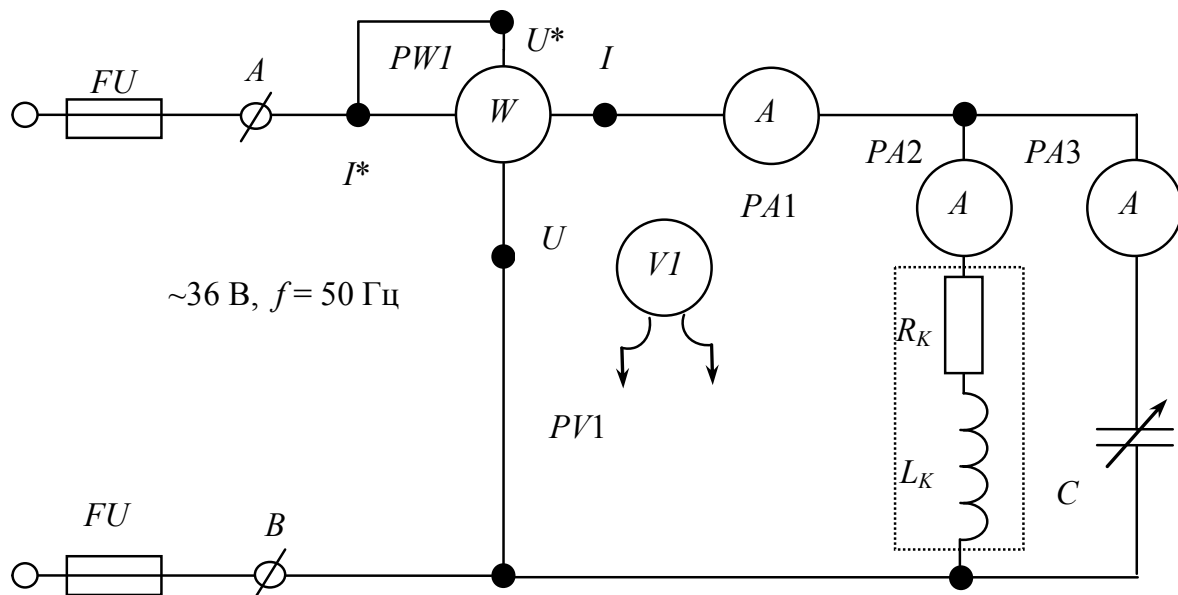 U*
PW1
I
FU
A
W
A
I*
PA2
PA3
PA1
A
A
U
V1
~36 В, f = 50 Гц
R_K
PV1
L_K
C
FU
B